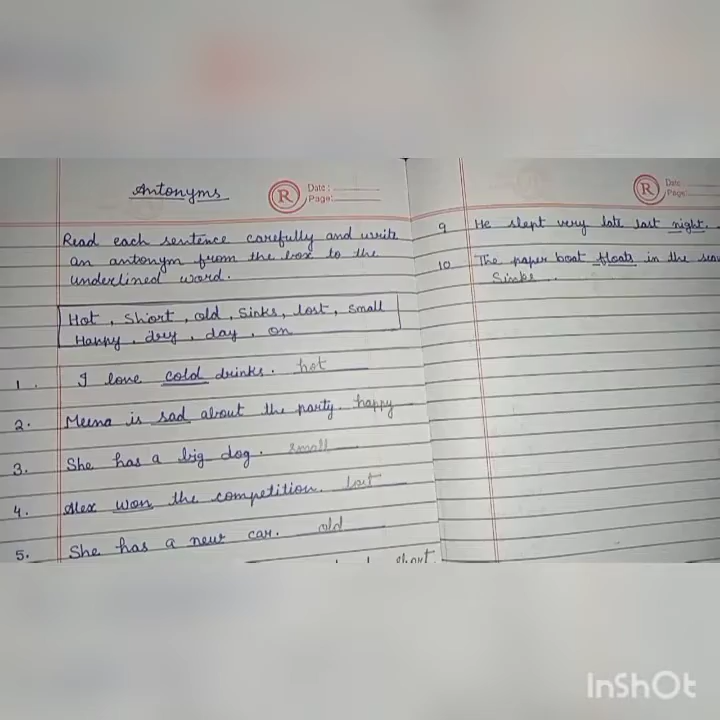 Antonyms
R Date :
Page:
Read each sentence carefully and write
an antonym from the box to the
underlined word.
Hot , Short , old , Sinks , lost , small
Happy , dry , day , on
1. I love cold drinks. hot
2. Meena is sad about the party. happy
3. She has a big dog. small
4. Alex won the competition. lost
5. She has a new car. old
short
R Date
Page:
9 He slept very late last night.
10 The paper boat floats in the
Sinks
InShOt